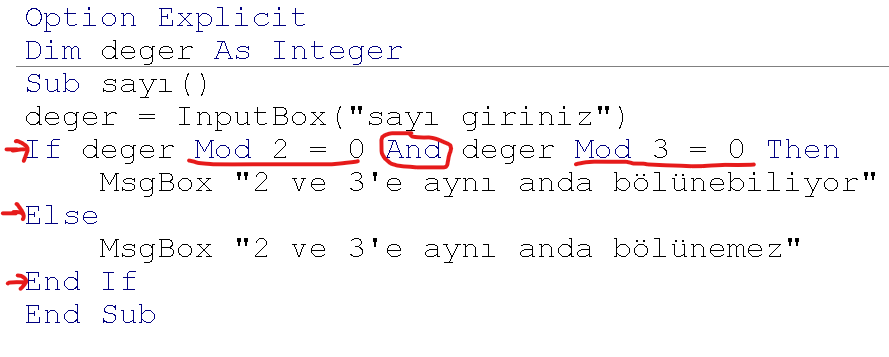 Option Explicit
Dim deger As Integer
Sub sayı()
deger = InputBox("sayı giriniz")
If deger Mod 2 = 0 And deger Mod 3 = 0 Then
MsgBox "2 ve 3'e aynı anda bölünebiliyor"
Else
MsgBox "2 ve 3'e aynı anda bölünemez"
End If
End Sub